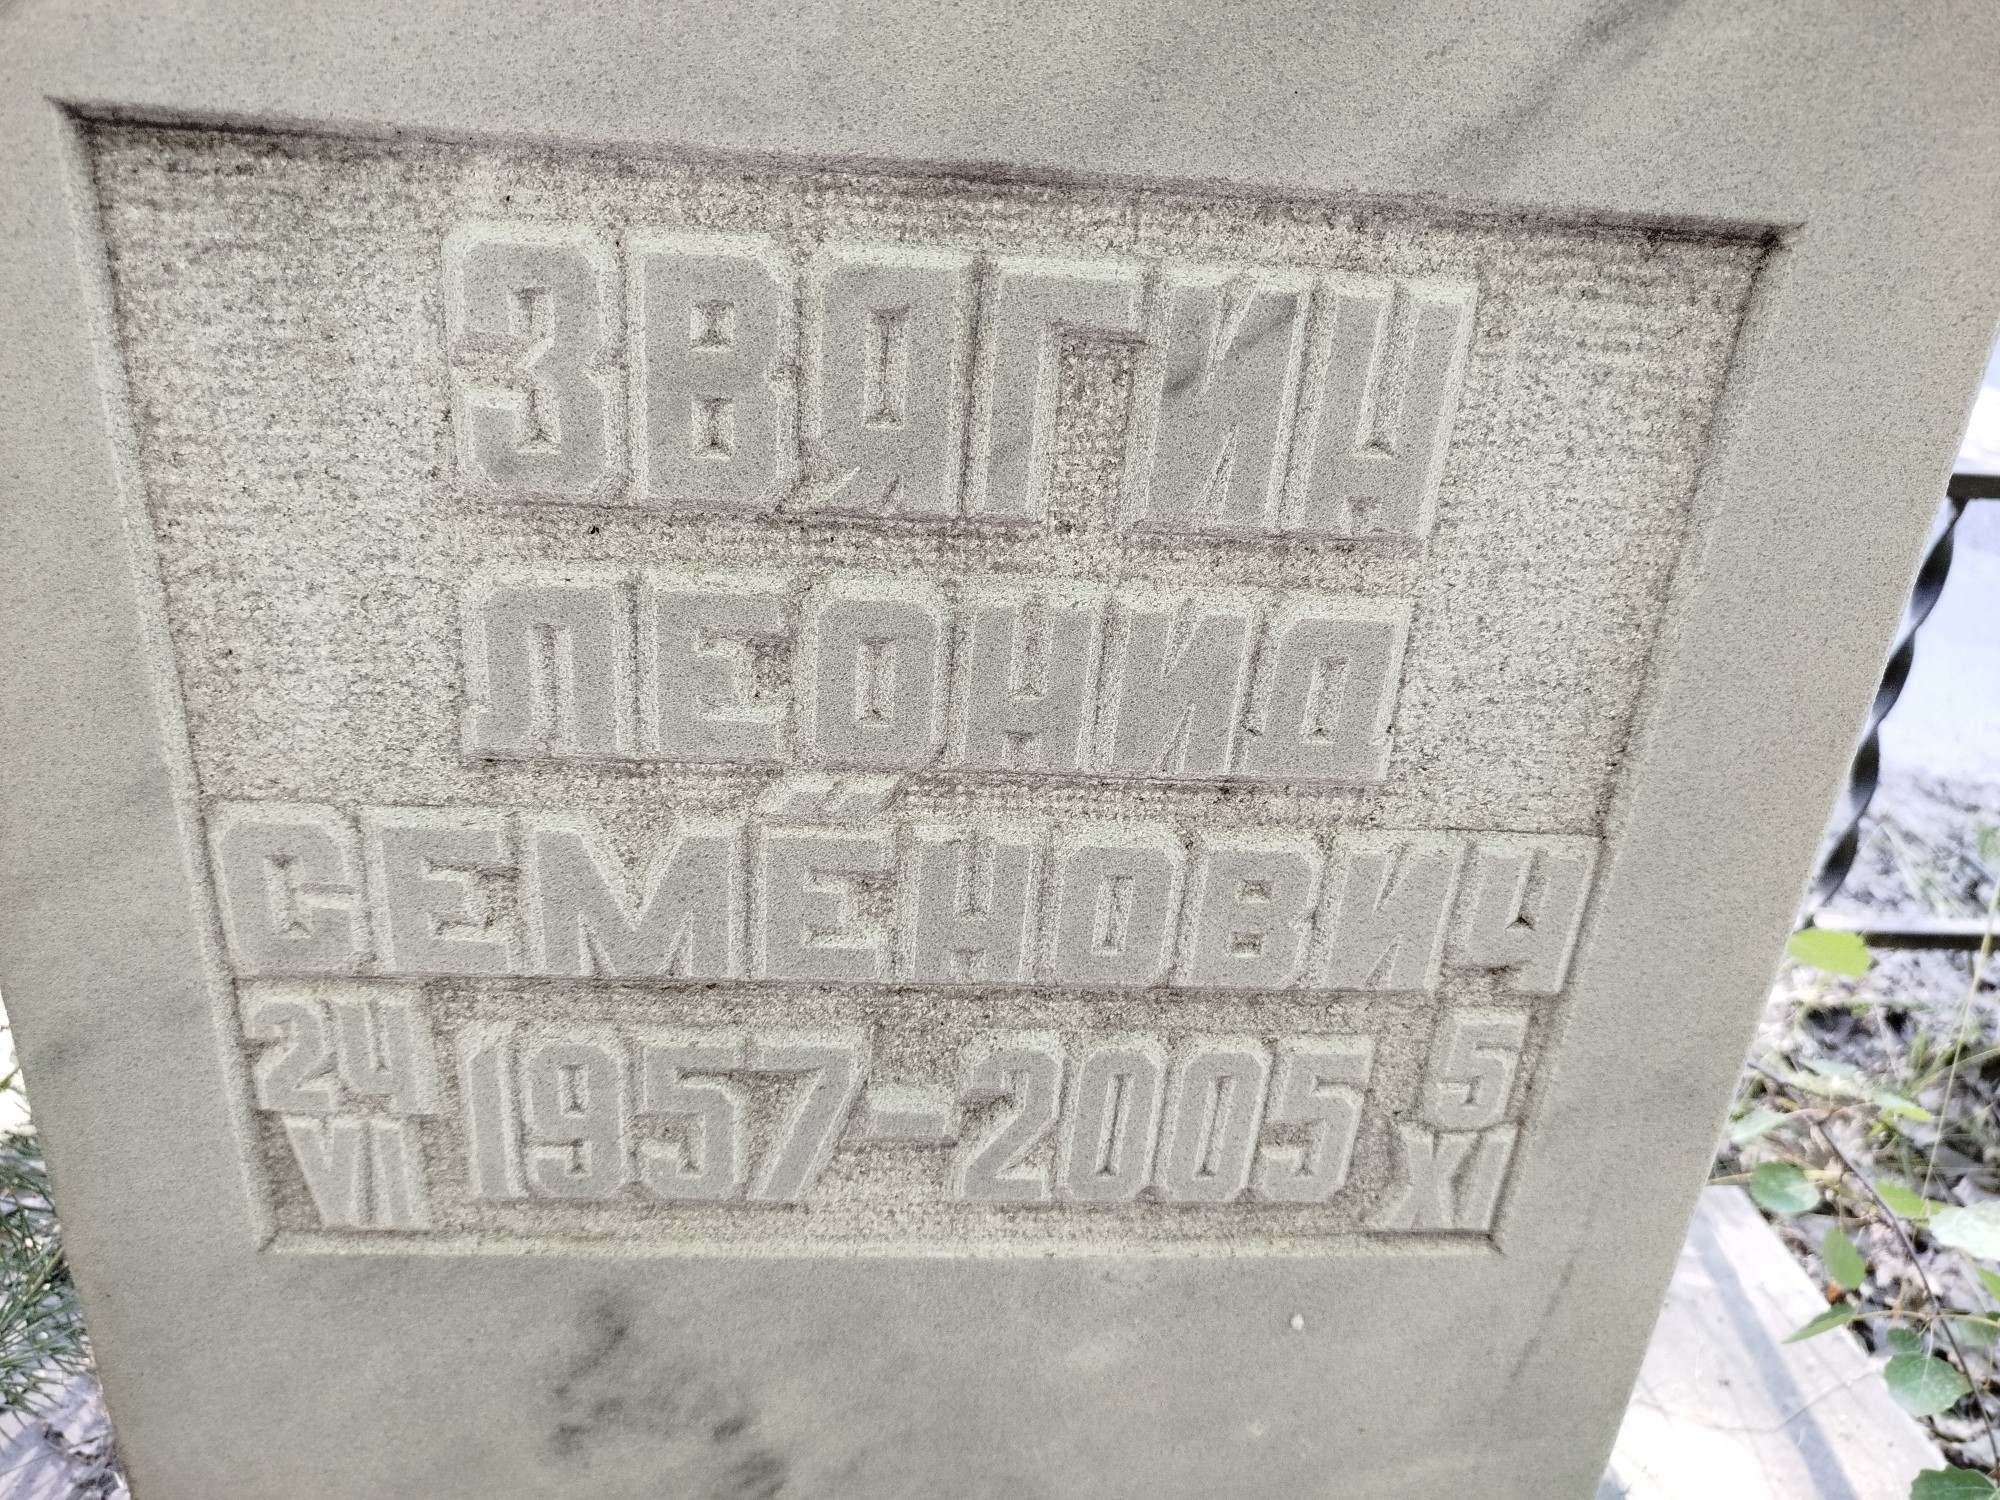 ЗВЯГИН
ЛЕОНИД
СЕМЁНОВИЧ
24 1957-2005 5
VI XI